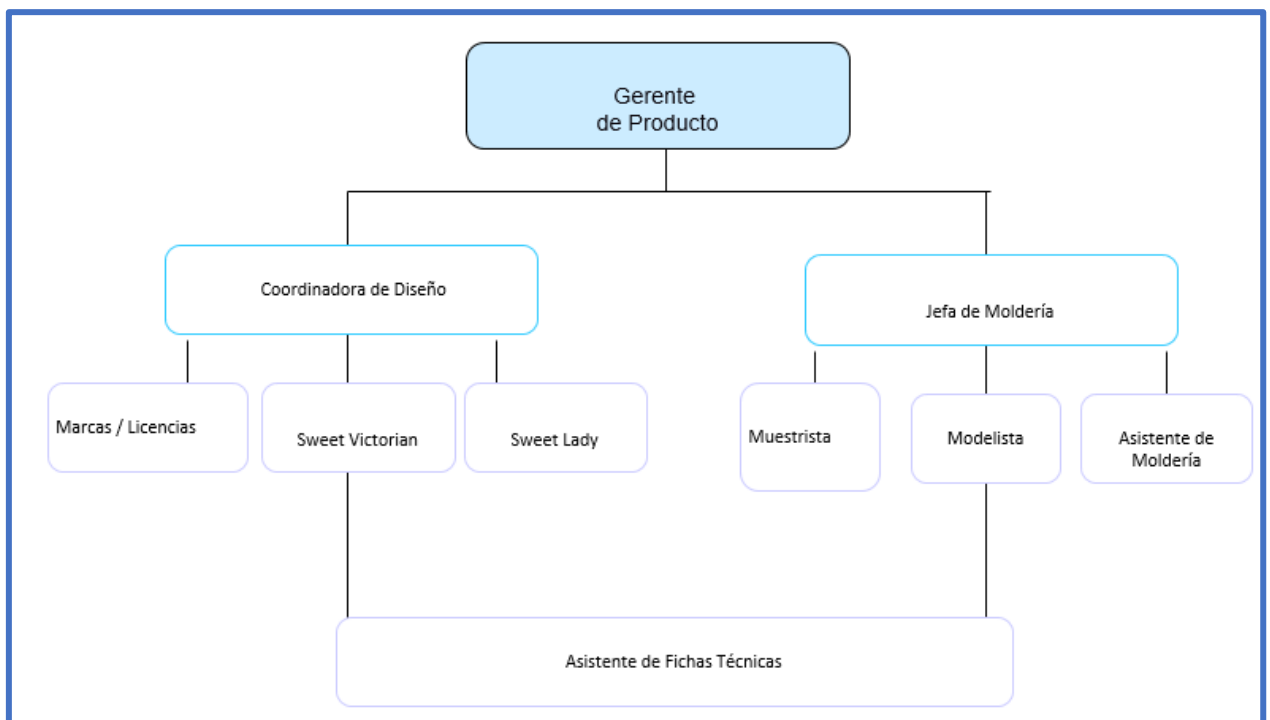 Gerente
de Producto
Coordinadora de Diseño
Jefa de Moldería
Marcas / Licencias
Sweet Victorian
Sweet Lady
Muestrista
Modelista
Asistente de
Moldería
Asistente de Fichas Técnicas